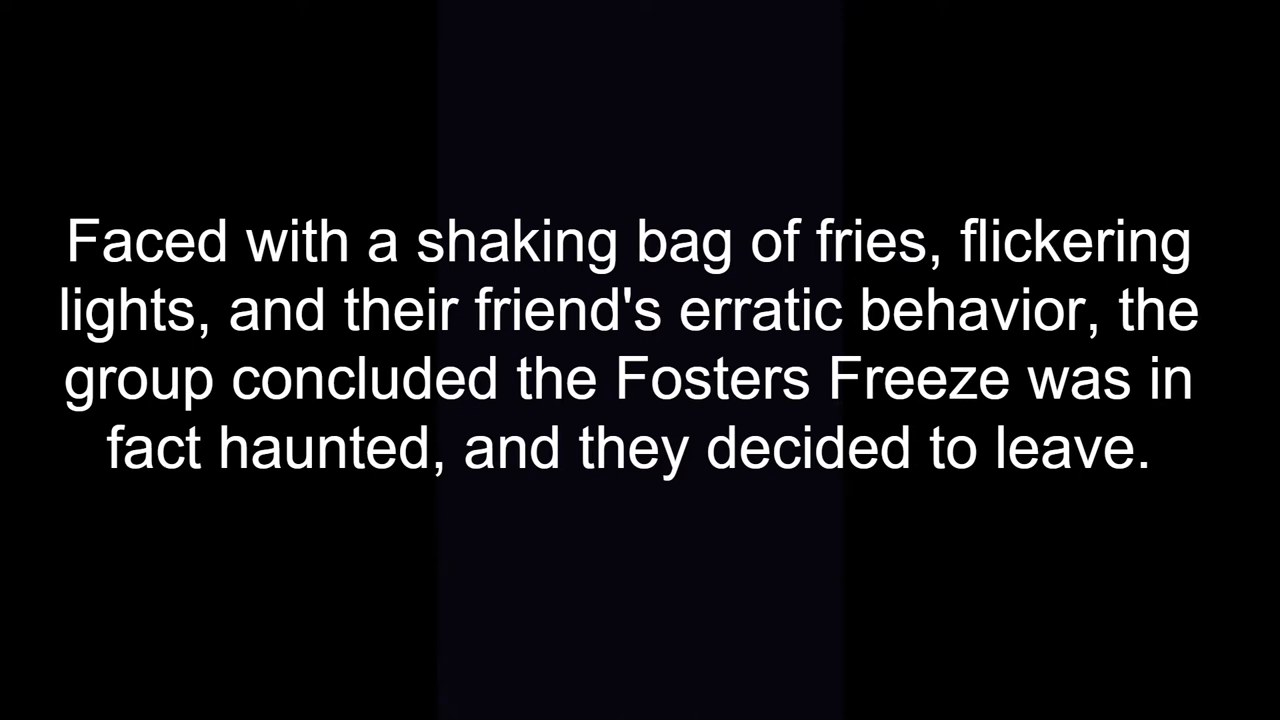 Faced with a shaking bag of fries, flickering
lights, and their friend's erratic behavior, the
group concluded the Fosters Freeze was in
fact haunted, and they decided to leave.